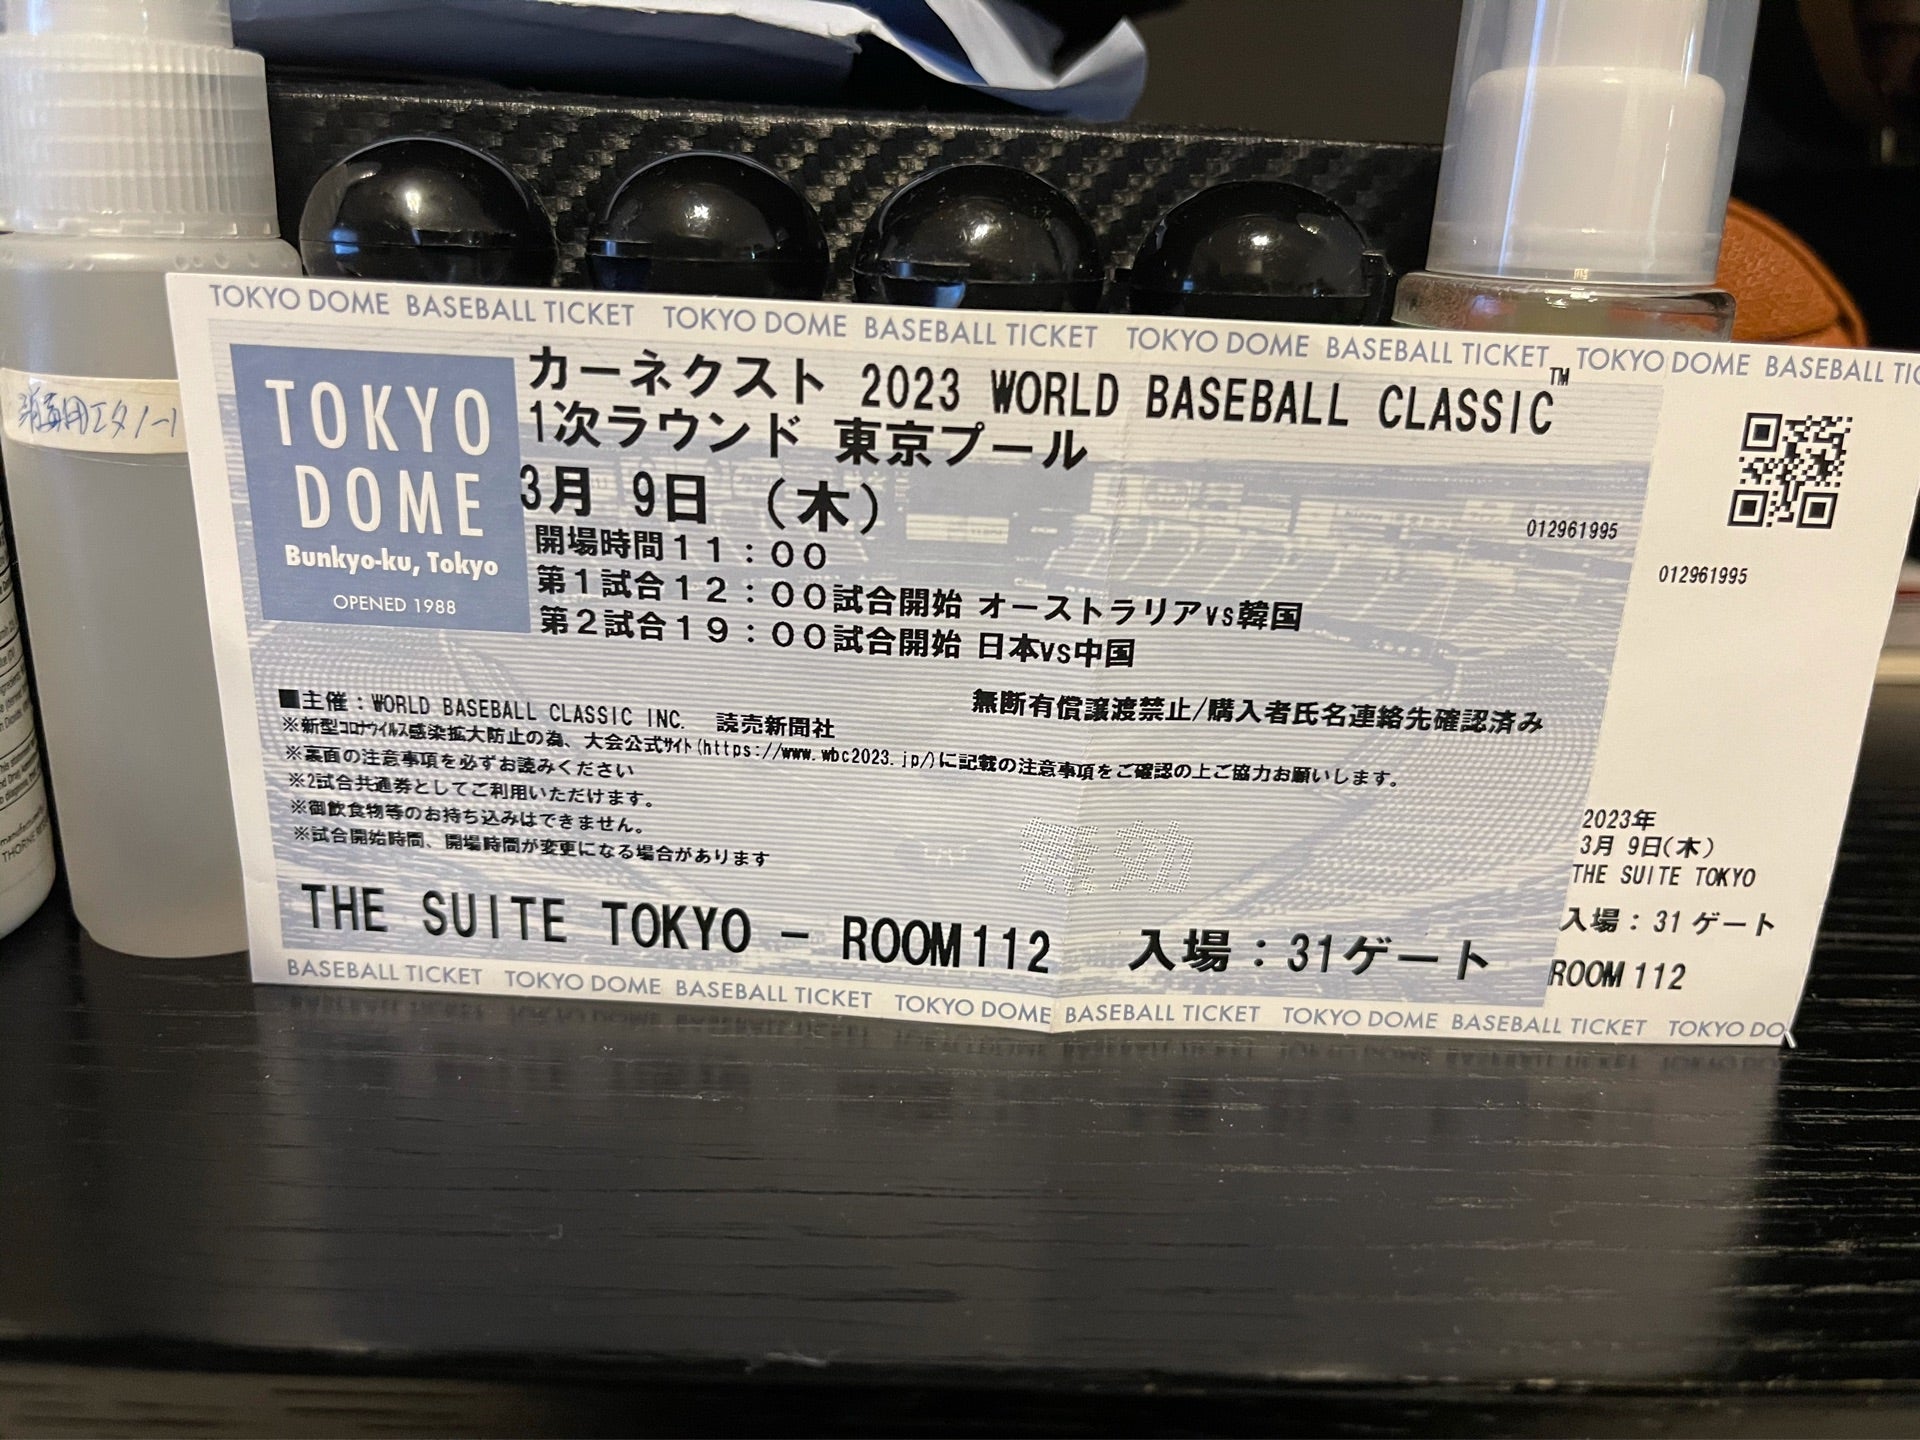 TOKYO DOME BASEBALL TICKET TOKYO DOME BASEBALL TICKET TOKYO DOME BASEBALL TICKET TOKYO DOME BASEBALL TIC
TOKYO
DOME
Bunkyo-ku, Tokyo
OPENED 1988
カーネクスト 2023 WORLD BASEBALL CLASSIC™
1次ラウンド 東京プール
3月 9日 (木)
開場時間11:00
第1試合12:00試合開始 オーストラリアvs韓国
第2試合19:00試合開始 日本vs中国
012961995
012961995
■主催:WORLD BASEBALL CLASSIC INC. 読売新聞社
無断有償譲渡禁止/購入者氏名連絡先確認済み
※新型コロナウイルス感染拡大防止の為、大会公式サイト(https://www.wbc2023.jp/)に記載の注意事項をご確認の上ご協力お願いします。
※裏面の注意事項を必ずお読みください
※2試合共通券としてご利用いただけます。
※御飲食物等のお持ち込みはできません。
※試合開始時間、開場時間が変更になる場合があります
無効
THE SUITE TOKYO - ROOM112 入場:31ゲート
2023年
3月 9日(木)
THE SUITE TOKYO
入場:31ゲート
ROOM 112
BASEBALL TICKET TOKYO DOME BASEBALL TICKET TOKYO DOME BASEBALL TICKET TOKYO DOME BASEBALL TICKET TOKYO DO
消毒用エタノール
THORNE